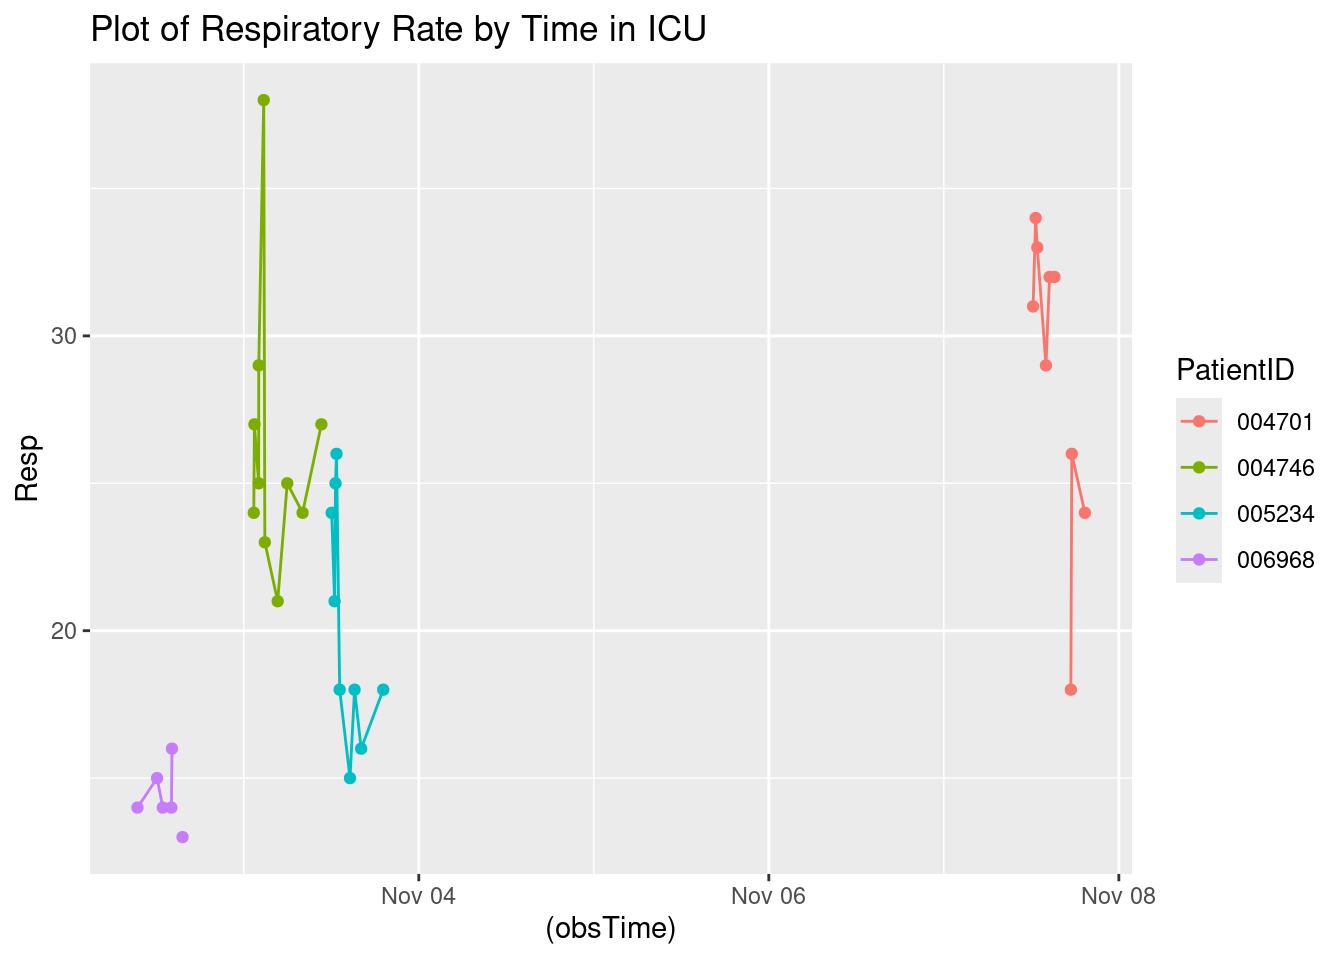 Plot of Respiratory Rate by Time in ICU
Resp
30
20
Nov 04
Nov 06
Nov 08
(obsTime)
PatientID
004701
004746
005234
006968